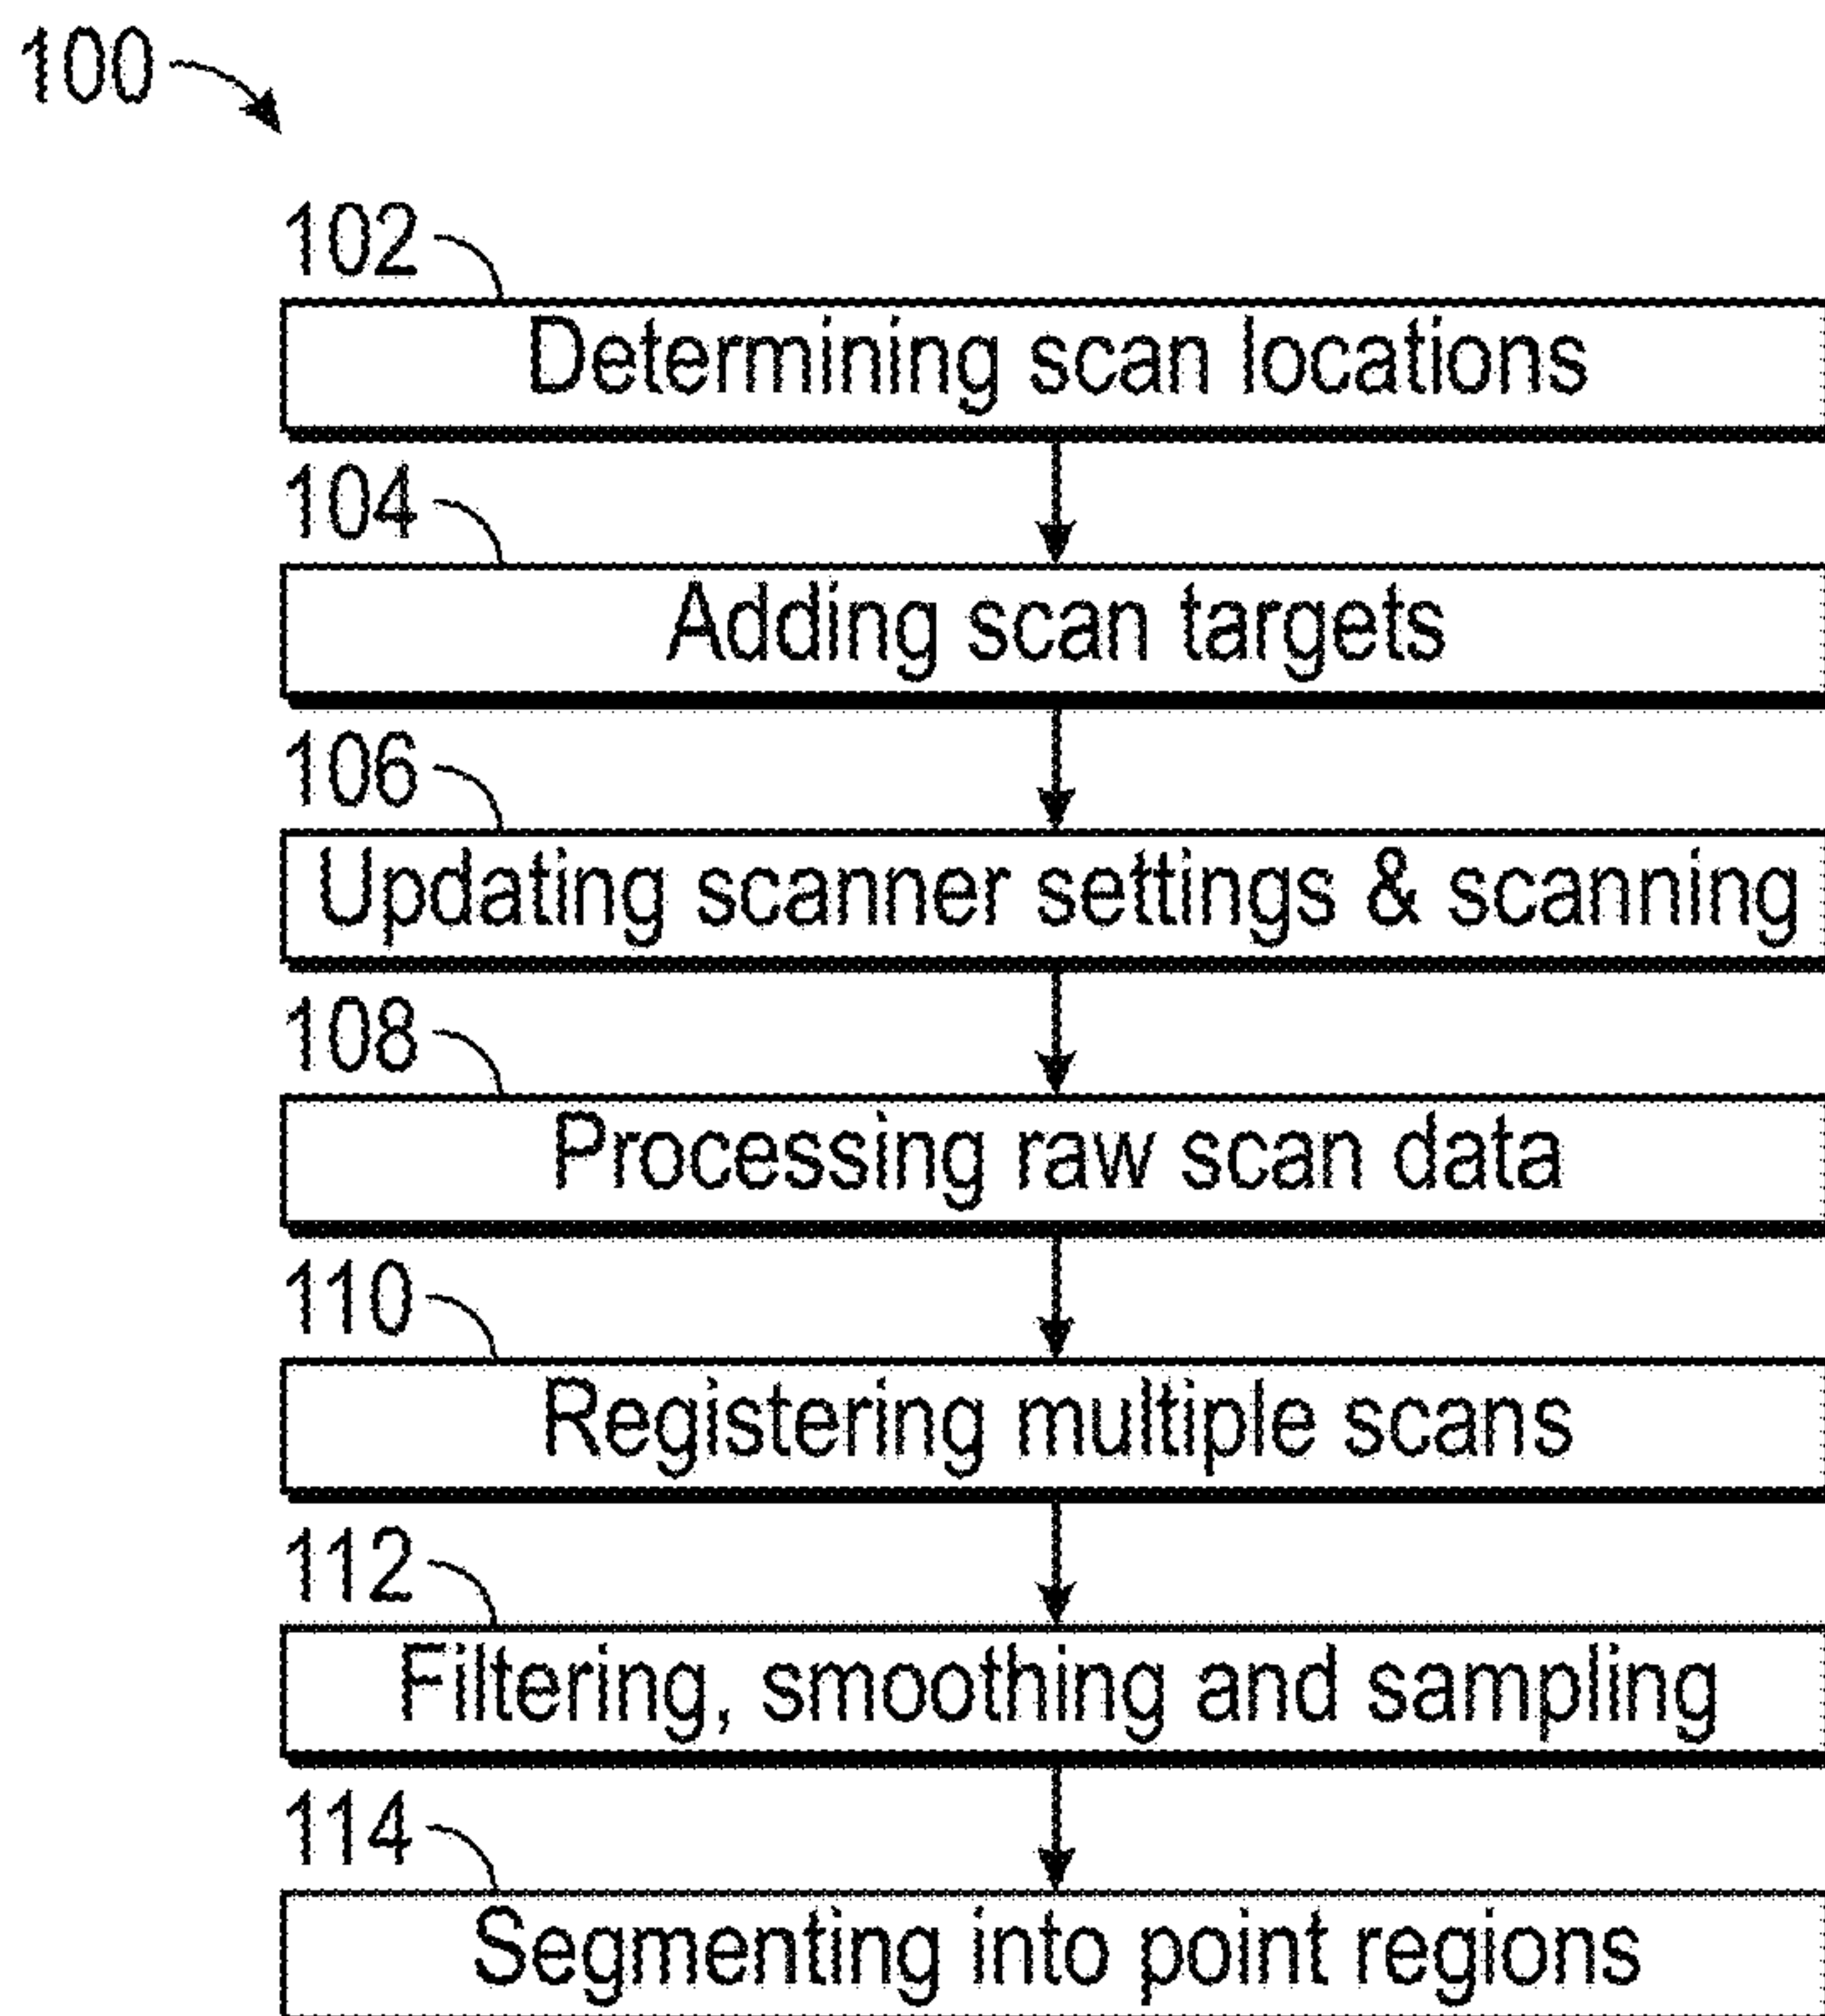 100
102
Determining scan locations
104
Adding scan targets
106
Updating scanner settings & scanning
108
Processing raw scan data
110
Registering multiple scans
112
Filtering, smoothing and sampling
114
Segmenting into point regions